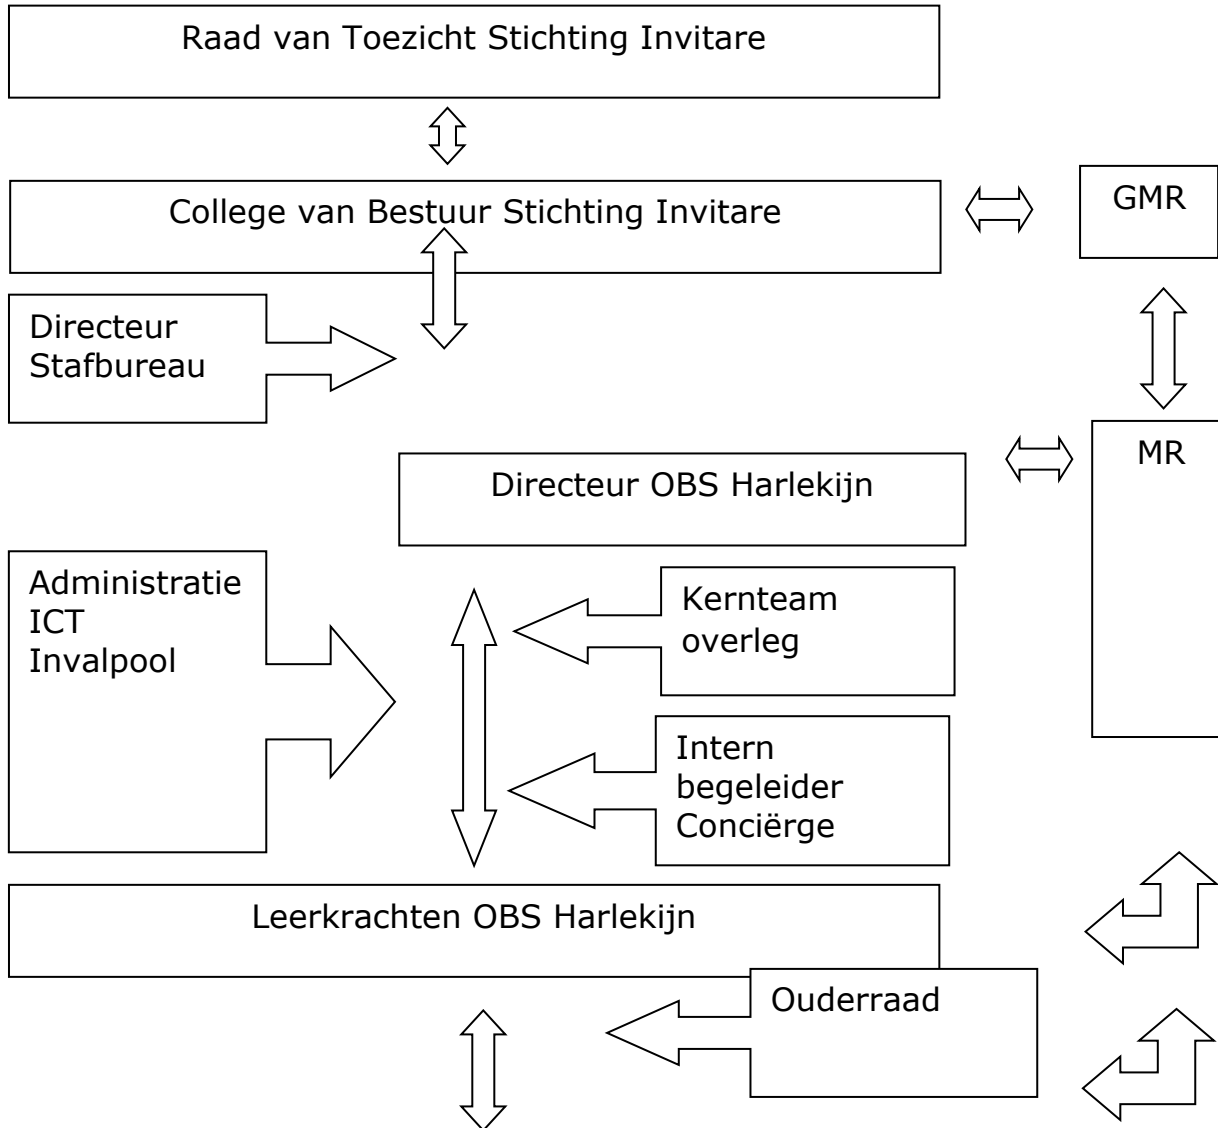 Raad van Toezicht Stichting Invitare
College van Bestuur Stichting Invitare
GMR
Directeur
Stafbureau
MR
Directeur OBS Harlekijn
Administratie
ICT
Invalpool
Kernteam
overleg
Intern
begeleider
Conciërge
Leerkrachten OBS Harlekijn
Ouderraad